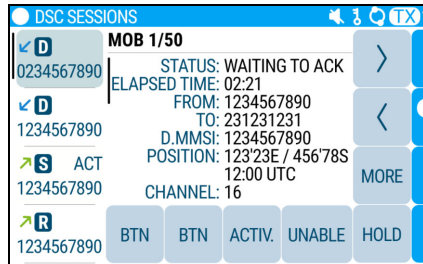 DSC SESSIONS
TX
D
0234567890
D
1234567890
S ACT
1234567890
R
1234567890
MOB 1/50
STATUS: WAITING TO ACK
ELAPSED TIME: 02:21
FROM: 1234567890
TO: 231231231
D.MMSI: 1234567890
POSITION: 123'23E / 456'78S
12:00 UTC
CHANNEL: 16
BTN BTN ACTIV. UNABLE HOLD
MORE